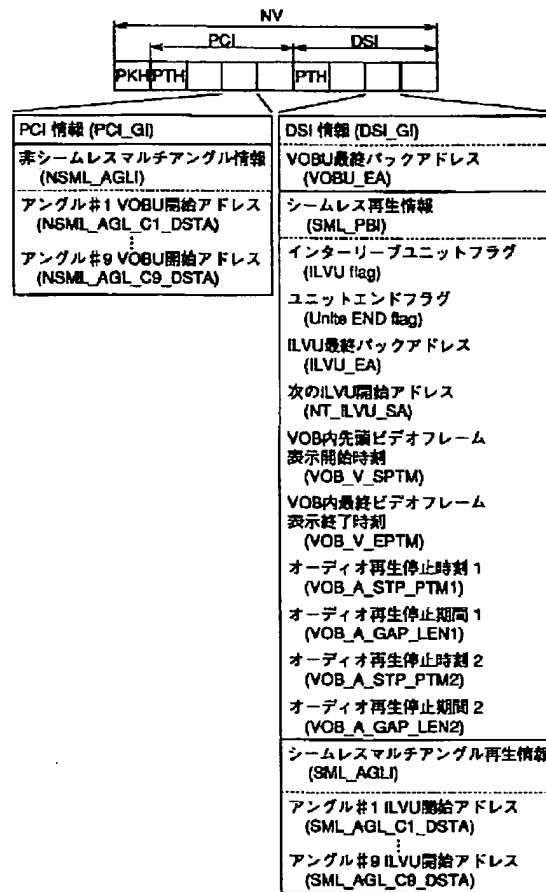 NV
PCI
DSI
PKH
PTH
PTH
PCI 情報 (PCI_GI)
非シームレスマルチアングル情報
(NSML_AGLI)
アングル＃1 VOBU開始アドレス
(NSML_AGL_C1_DSTA)
⋮
アングル＃9 VOBU開始アドレス
(NSML_AGL_C9_DSTA)
DSI 情報 (DSI_GI)
VOBU最終パックアドレス
(VOBU_EA)
シームレス再生情報
(SML_PBI)
インターリーブユニットフラグ
(ILVU flag)
ユニットエンドフラグ
(Unite END flag)
ILVU最終パックアドレス
(ILVU_EA)
次のILVU開始アドレス
(NT_ILVU_SA)
VOB内先頭ビデオフレーム
表示開始時刻
(VOB_V_SPTM)
VOB内最終ビデオフレーム
表示終了時刻
(VOB_V_EPTM)
オーディオ再生停止時刻 1
(VOB_A_STP_PTM1)
オーディオ再生停止期間 1
(VOB_A_GAP_LEN1)
オーディオ再生停止時刻 2
(VOB_A_STP_PTM2)
オーディオ再生停止期間 2
(VOB_A_GAP_LEN2)
シームレスマルチアングル再生情報
(SML_AGLI)
アングル＃1 ILVU開始アドレス
(SML_AGL_C1_DSTA)
⋮
アングル＃9 ILVU開始アドレス
(SML_AGL_C9_DSTA)